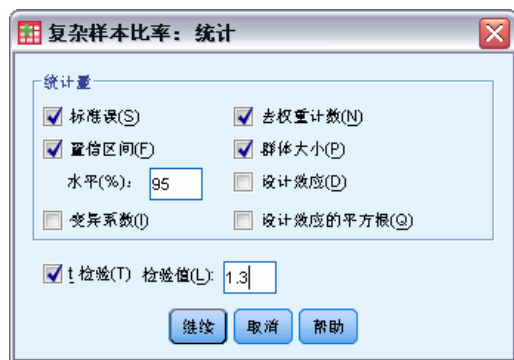 复杂样本比率：统计
统计量
标准误(S) 去权重计数(N)
置信区间(F) 群体大小(P)
水平(%)： 95 设计效应(D)
变异系数(I) 设计效应的平方根(Q)
t 检验(T) 检验值(L): 1.3
继续 取消 帮助